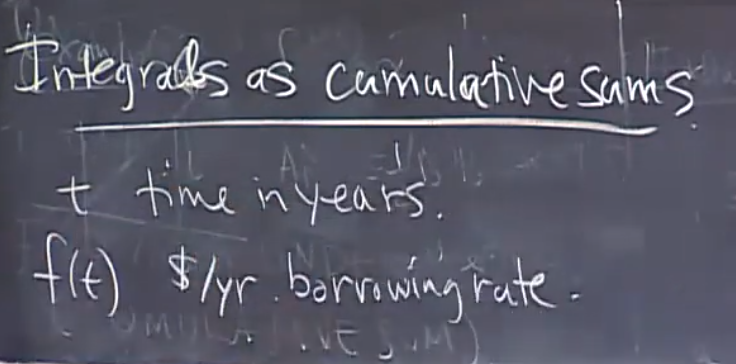 Integrals as cumulative sums
t time in years.
f(t) $/yr. borrowing rate.